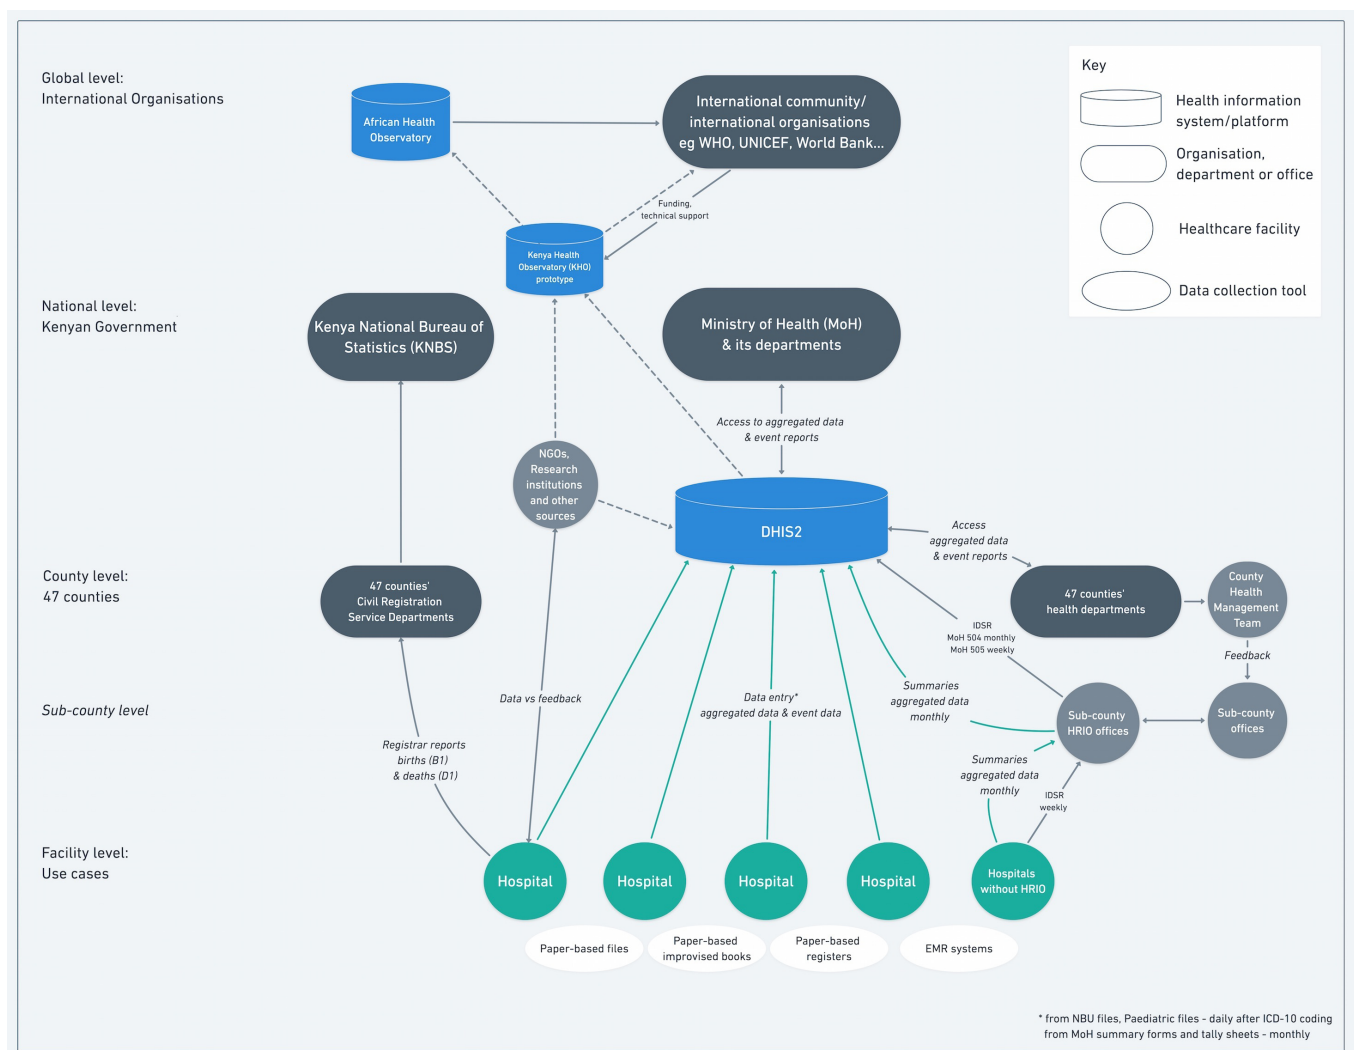 Global level:
International Organisations
African Health
Observatory
International community/
international organisations
eg WHO, UNICEF, World Bank...
Key
Health information
system/platform
Organisation,
department or office
Healthcare facility
Data collection tool
Funding,
technical support
Kenya Health
Observatory (KHO)
prototype
National level:
Kenyan Government
Kenya National Bureau of
Statistics (KNBS)
Ministry of Health (MoH)
& its departments
Access to aggregated data
& event reports
NGOs,
Research
institutions
and other
sources
DHIS2
Access
aggregated data
& event reports
County level:
47 counties
47 counties'
Civil Registration
Service Departments
47 counties'
health departments
County
Health
Management
Team
IDSR
MoH 504 monthly
MoH 505 weekly
Feedback
Sub-county level
Data vs feedback
Data entry*
aggregated data & event data
Summaries
aggregated data
monthly
Sub-county
HRIO offices
Sub-county
offices
Registrar reports
births (B1)
& deaths (D1)
Summaries
aggregated data
monthly
IDSR
weekly
Facility level:
Use cases
Hospital
Hospital
Hospital
Hospital
Hospitals
without HRIO
Paper-based files
Paper-based
improvised books
Paper-based
registers
EMR systems
* from NBU files, Paediatric files - daily after ICD-10 coding
from MoH summary forms and tally sheets - monthly